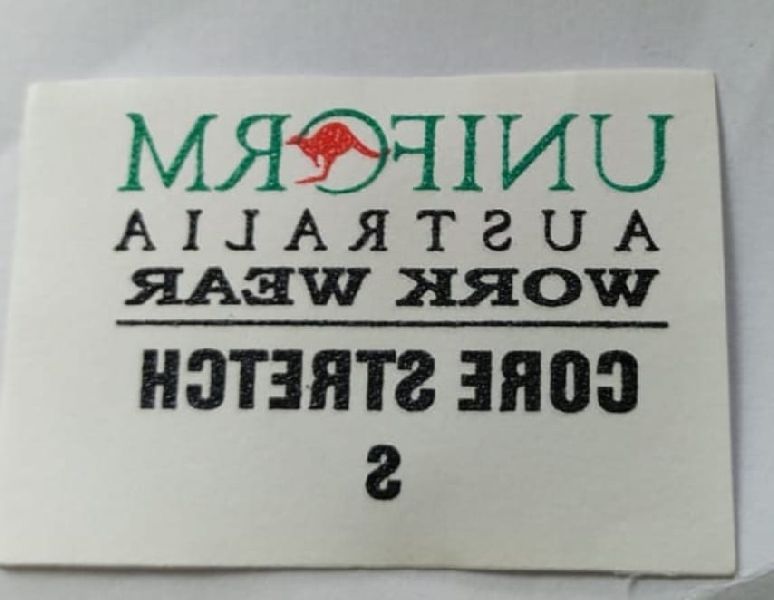 UNIFORM
AUSTRALIA
WORK WEAR
CORE STRETCH
S